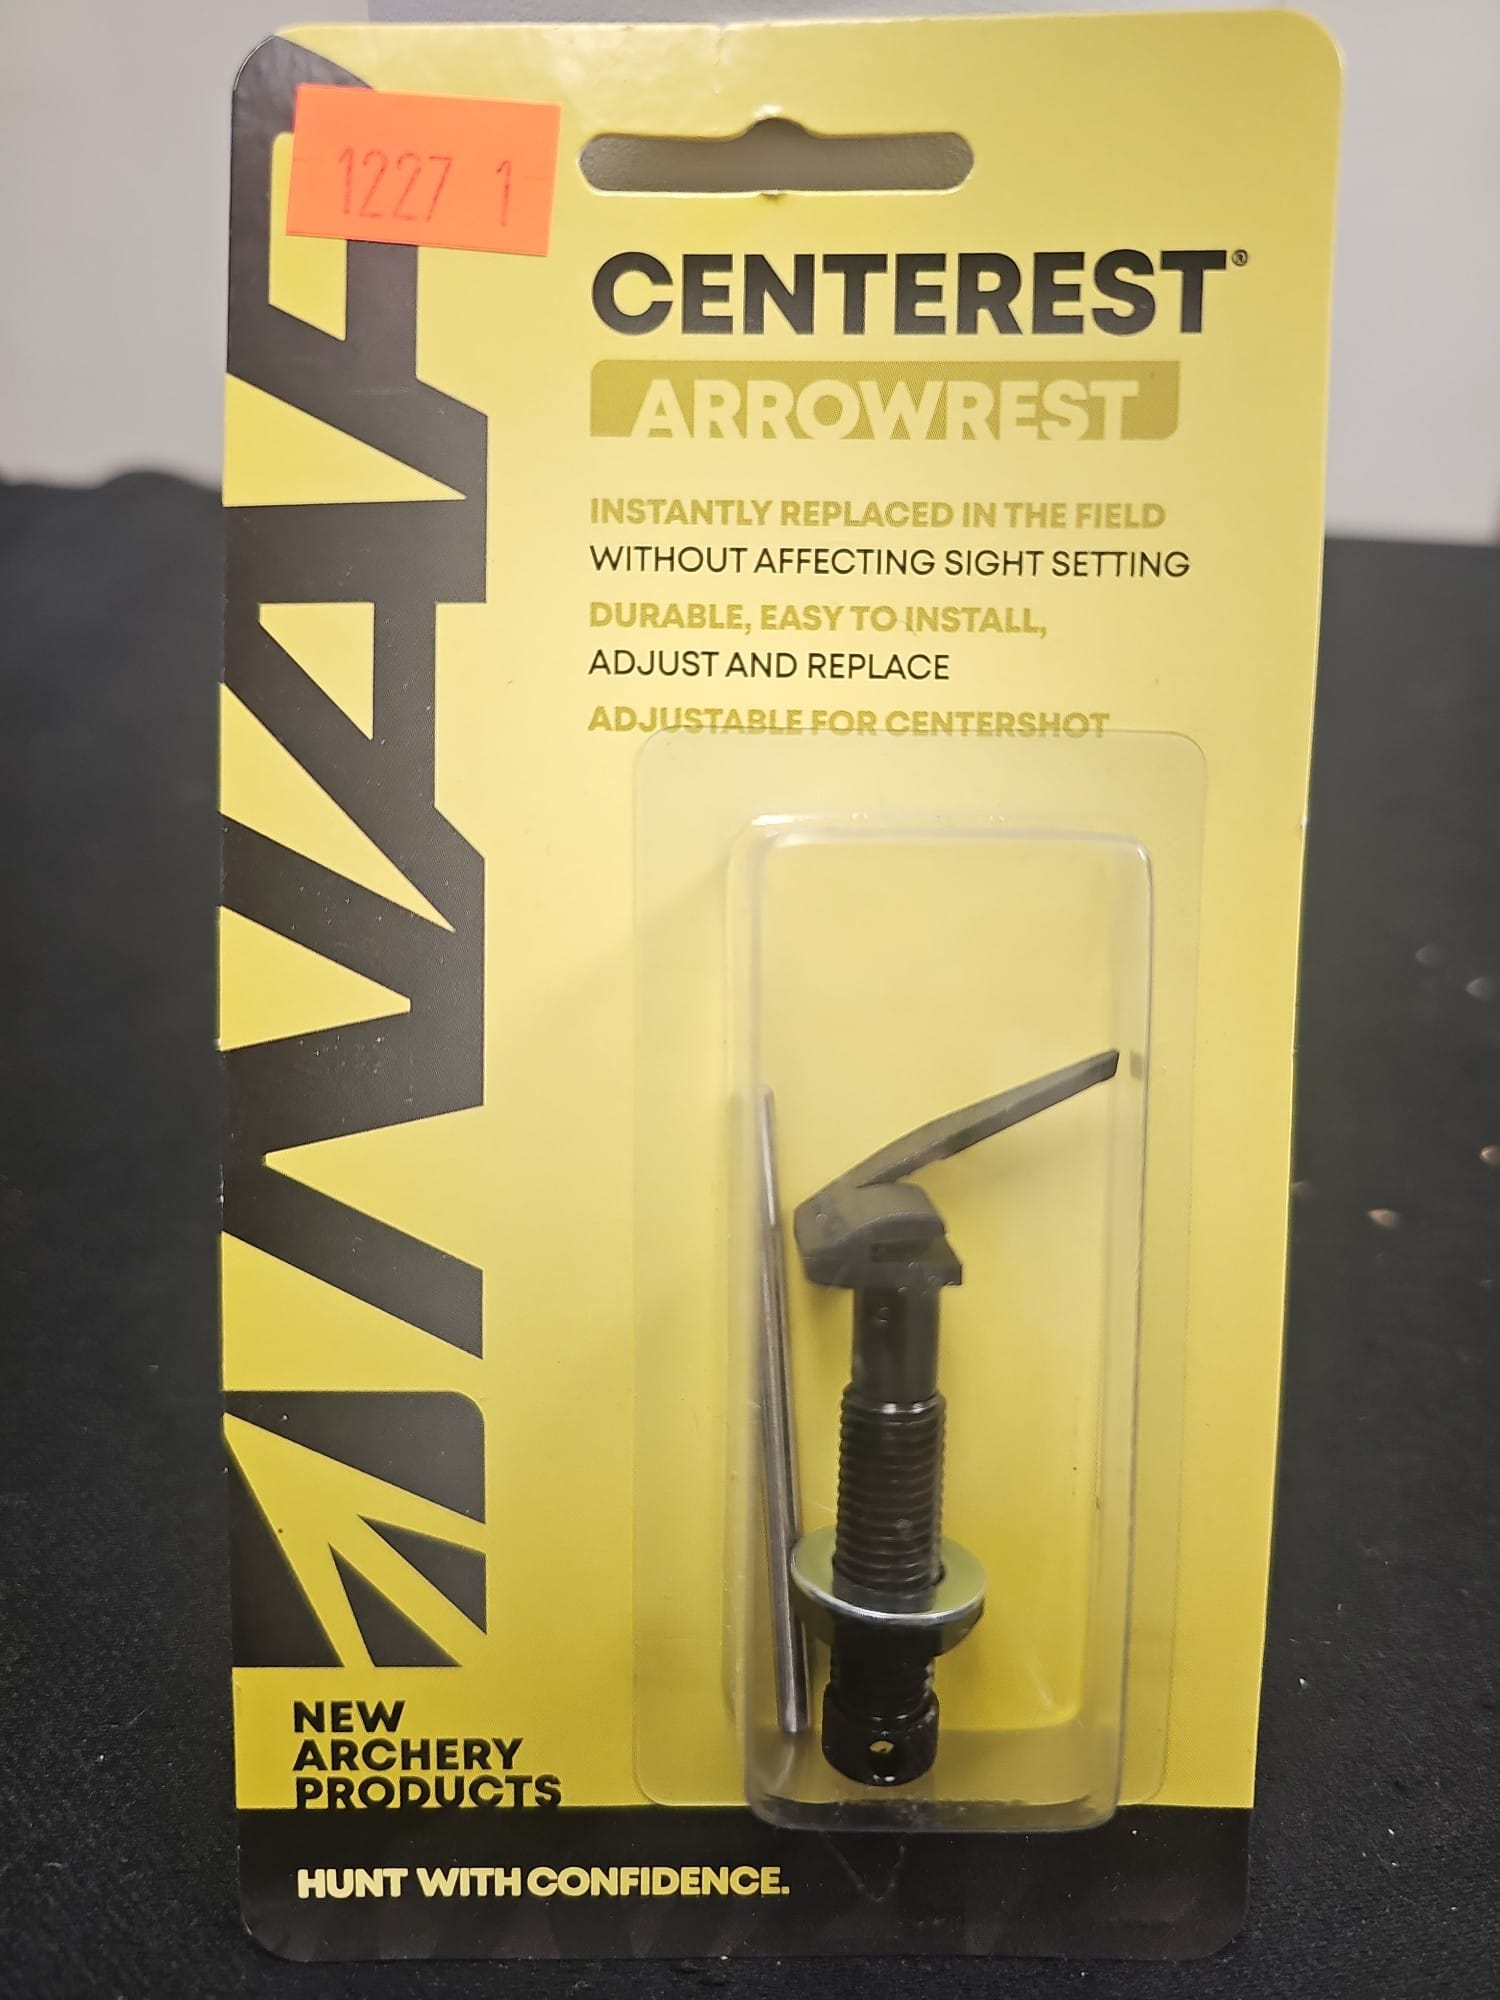 1227 1
CENTEREST®
ARROWREST
INSTANTLY REPLACED IN THE FIELD
WITHOUT AFFECTING SIGHT SETTING
DURABLE, EASY TO INSTALL,
ADJUST AND REPLACE
ADJUSTABLE FOR CENTERSHOT
NAP
NEW
ARCHERY
PRODUCTS
HUNT WITH CONFIDENCE.